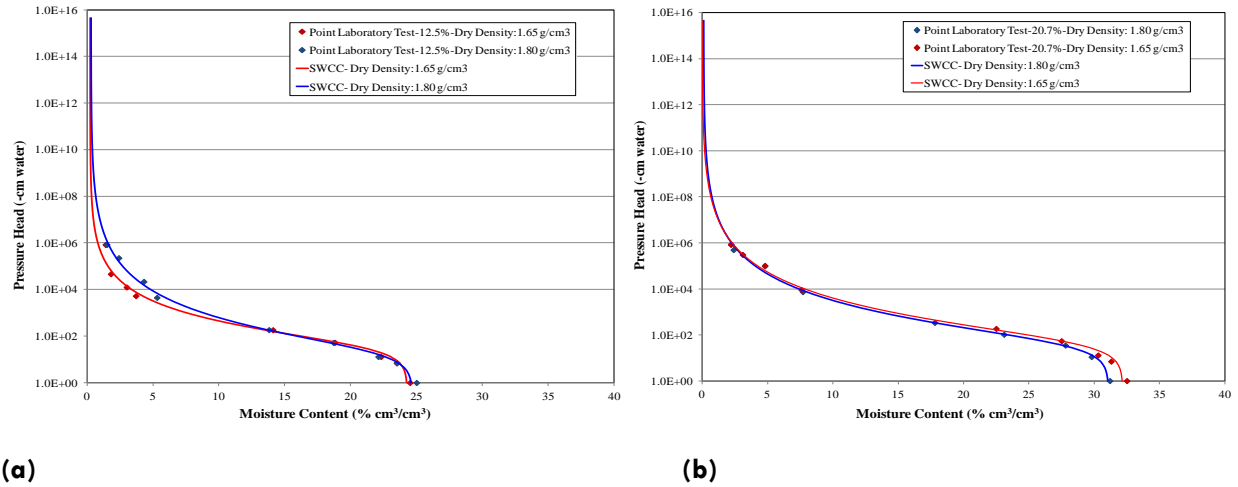 1.0E+16
1.0E+14
1.0E+12
1.0E+10
1.0E+08
1.0E+06
1.0E+04
1.0E+02
1.0E+00
Pressure Head (-cm water)
Point Laboratory Test-12.5%-Dry Density:1.65 g/cm3
Point Laboratory Test-12.5%-Dry Density:1.80 g/cm3
SWCC- Dry Density:1.65 g/cm3
SWCC- Dry Density:1.80 g/cm3
0 5 10 15 20 25 30 35 40
Moisture Content (% cm³/cm³)
(a)
1.0E+16
1.0E+14
1.0E+12
1.0E+10
1.0E+08
1.0E+06
1.0E+04
1.0E+02
1.0E+00
Pressure Head (-cm water)
Point Laboratory Test-20.7%-Dry Density:1.80 g/cm3
Point Laboratory Test-20.7%-Dry Density:1.65 g/cm3
SWCC- Dry Density:1.80 g/cm3
SWCC- Dry Density:1.65 g/cm3
0 5 10 15 20 25 30 35 40
Moisture Content (% cm³/cm³)
(b)